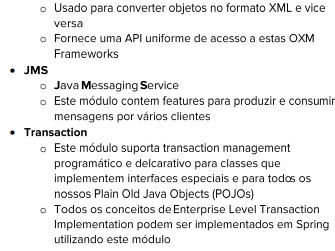 Usado para converter objetos no formato XML e vice
versa
Fornece uma API uniforme de acesso a estas OXM
Frameworks
JMS
Java Messaging Service
Este módulo contem features para produzir e consumir
mensagens por vários clientes
Transaction
Este módulo suporta transaction management
programático e delcarativo para classes que
implementem interfaces especiais e para todos os
nossos Plain Old Java Objects (POJOs)
Todos os conceitos de Enterprise Level Transaction
Implementation podem ser implementados em Spring
utilizando este módulo